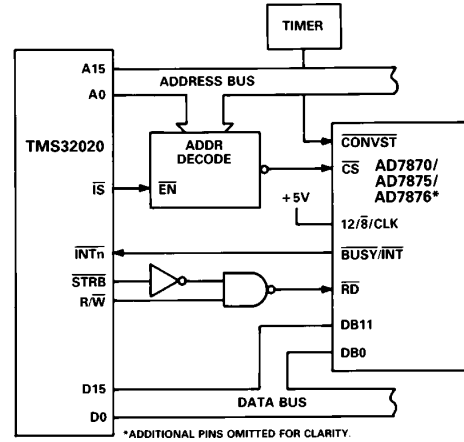 TIMER
A15
ADDRESS BUS
A0
TMS32020
ADDR
DECODE
CONVST
CS
AD7870/
AD7875/
AD7876*
+5V
IS
EN
12/8/CLK
INTn
BUSY/INT
STRB
R/W
RD
DB11
DB0
D15
D0
DATA BUS
*ADDITIONAL PINS OMITTED FOR CLARITY.